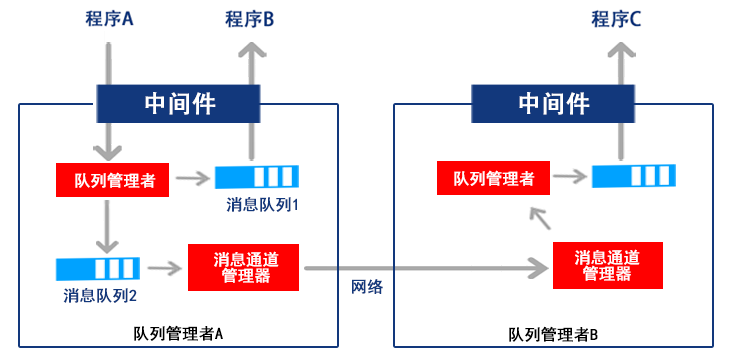 程序A
程序B
程序C
中间件
中间件
队列管理者
消息队列1
队列管理者
消息队列2
消息通道
管理器
网络
消息通道
管理器
队列管理者A
队列管理者B